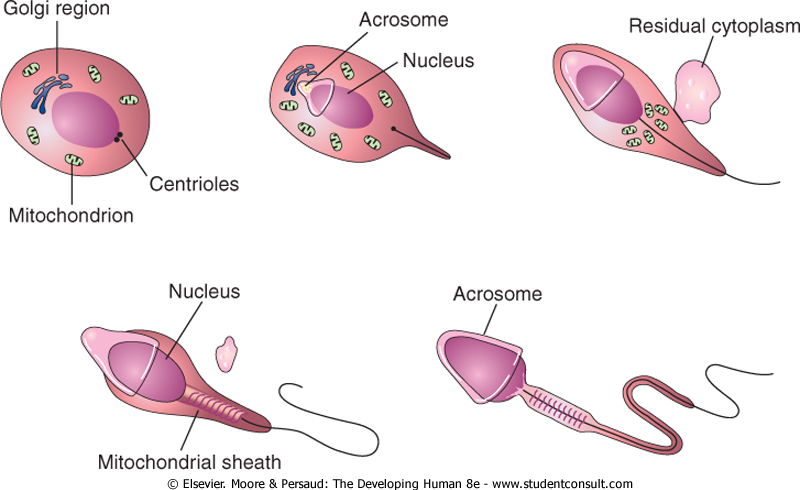 Golgi region
Acrosome
Nucleus
Residual cytoplasm
Centrioles
Mitochondrion
Nucleus
Acrosome
Mitochondrial sheath
© Elsevier. Moore & Persaud: The Developing Human 8e - www.studentconsult.com